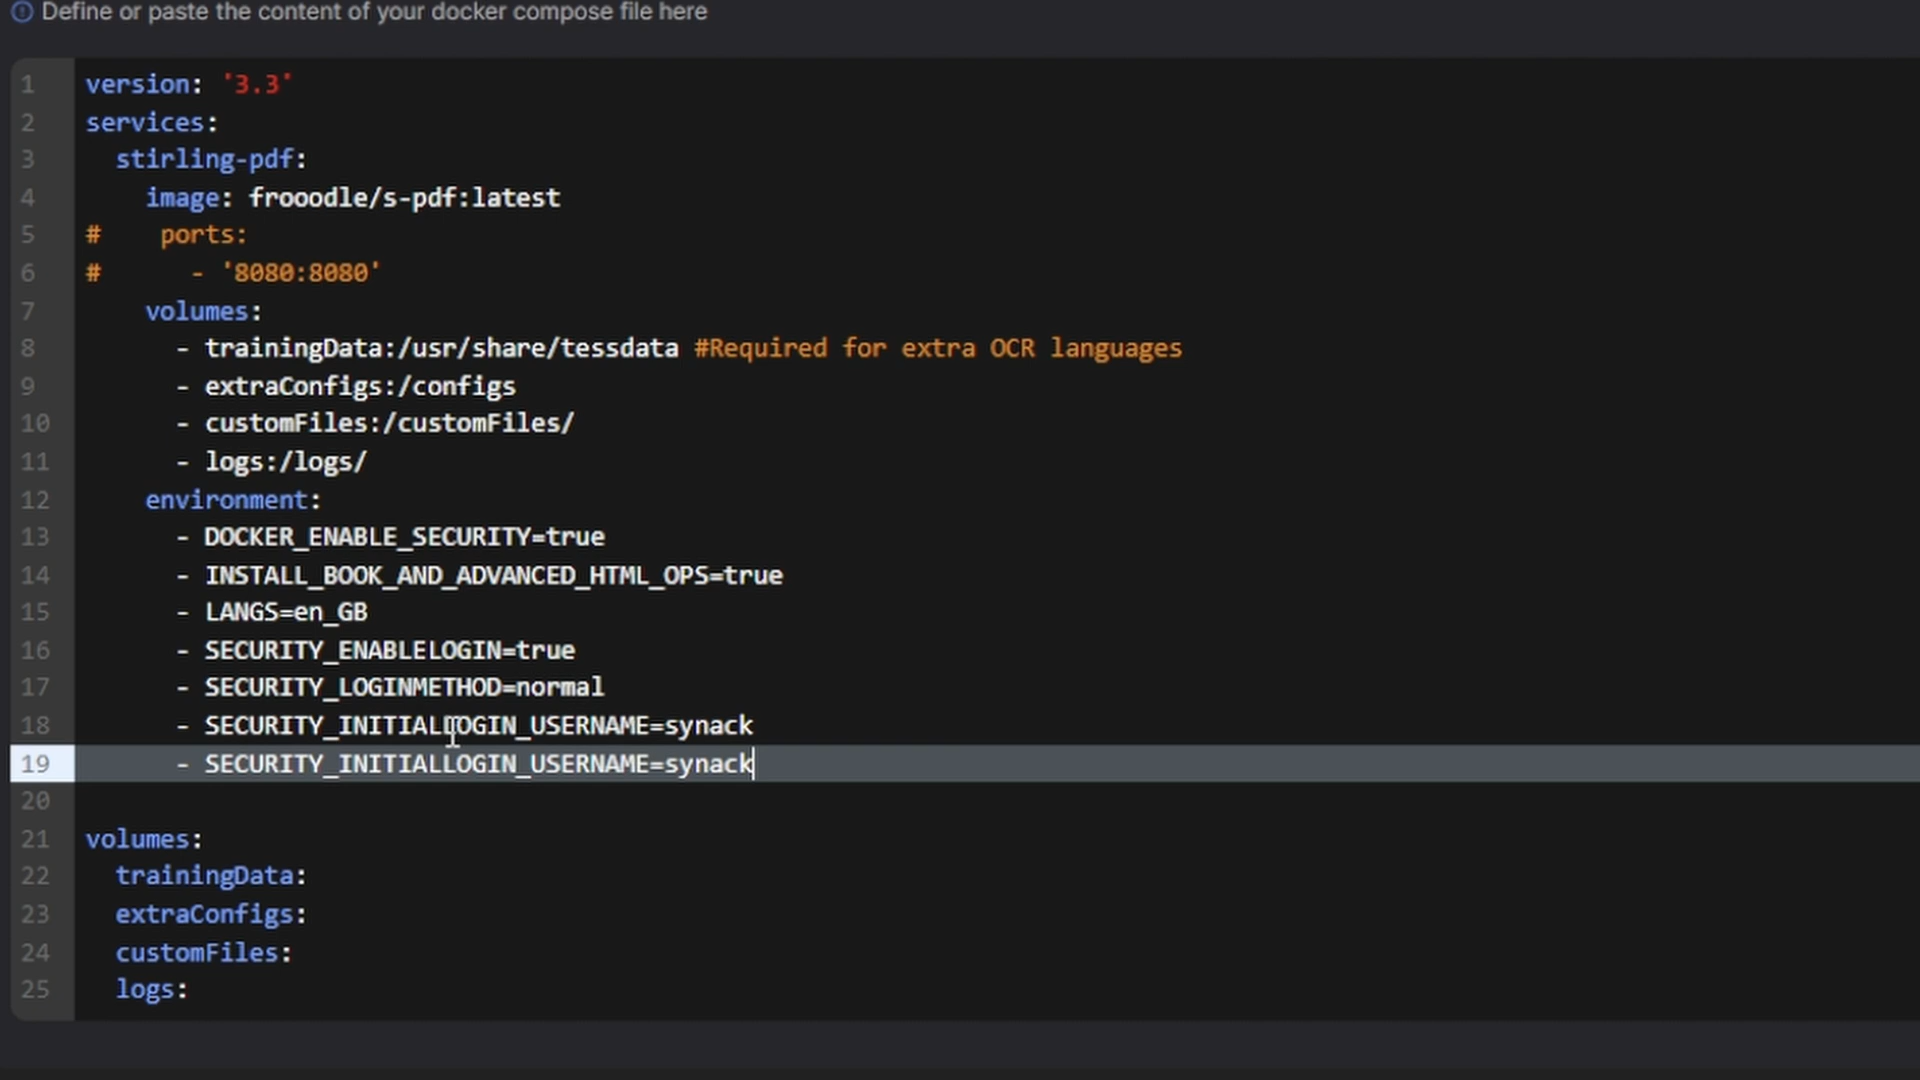 Define or paste the content of your docker compose file here
1 version: '3.3'
2 services:
3   stirling-pdf:
4     image: frooodle/s-pdf:latest
5 #    ports:
6 #      - '8080:8080'
7     volumes:
8       - trainingData:/usr/share/tessdata #Required for extra OCR languages
9       - extraConfigs:/configs
10       - customFiles:/customFiles/
11       - logs:/logs/
12     environment:
13       - DOCKER_ENABLE_SECURITY=true
14       - INSTALL_BOOK_AND_ADVANCED_HTML_OPS=true
15       - LANGS=en_GB
16       - SECURITY_ENABLELOGIN=true
17       - SECURITY_LOGINMETHOD=normal
18       - SECURITY_INITIALLOGIN_USERNAME=synack
19       - SECURITY_INITIALLOGIN_USERNAME=synack
20
21 volumes:
22   trainingData:
23   extraConfigs:
24   customFiles:
25   logs: